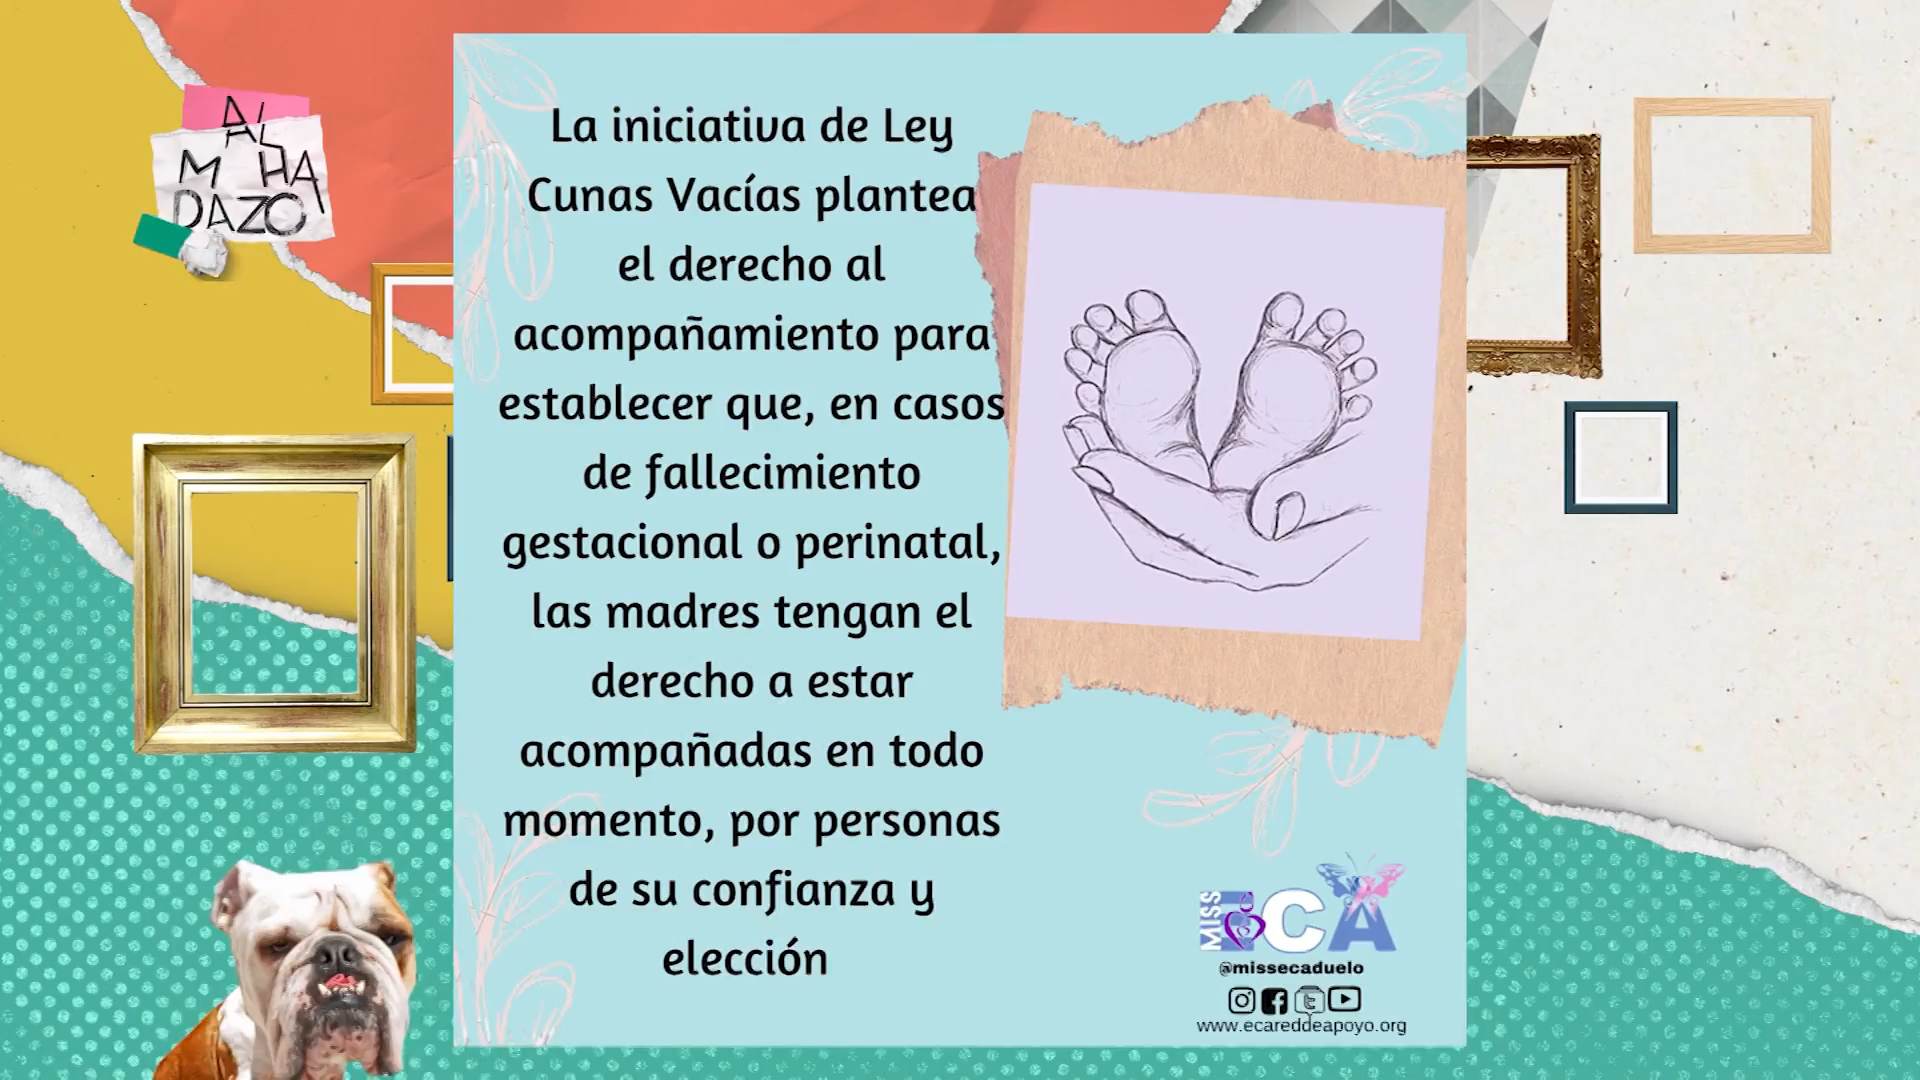 AL
M HA
DAZO
La iniciativa de Ley
Cunas Vacías plantea
el derecho al
acompañamiento para
establecer que, en casos
de fallecimiento
gestacional o perinatal,
las madres tengan el
derecho a estar
acompañadas en todo
momento, por personas
de su confianza y
elección
MISS
ECA
@missecaduelo
www.ecareddeapoyo.org